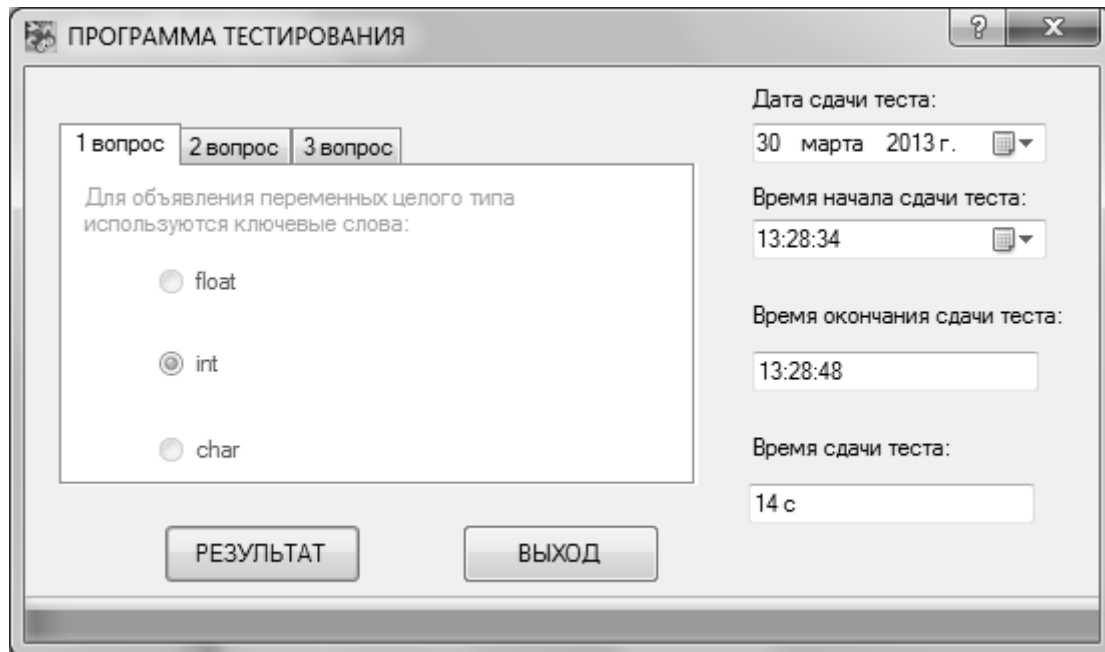 ПРОГРАММА ТЕСТИРОВАНИЯ
?
1 вопрос
2 вопрос
3 вопрос
Для объявления переменных целого типа
используются ключевые слова:
float
int
char
РЕЗУЛЬТАТ
ВЫХОД
Дата сдачи теста:
30 марта 2013 г.
Время начала сдачи теста:
13:28:34
Время окончания сдачи теста:
13:28:48
Время сдачи теста:
14 с